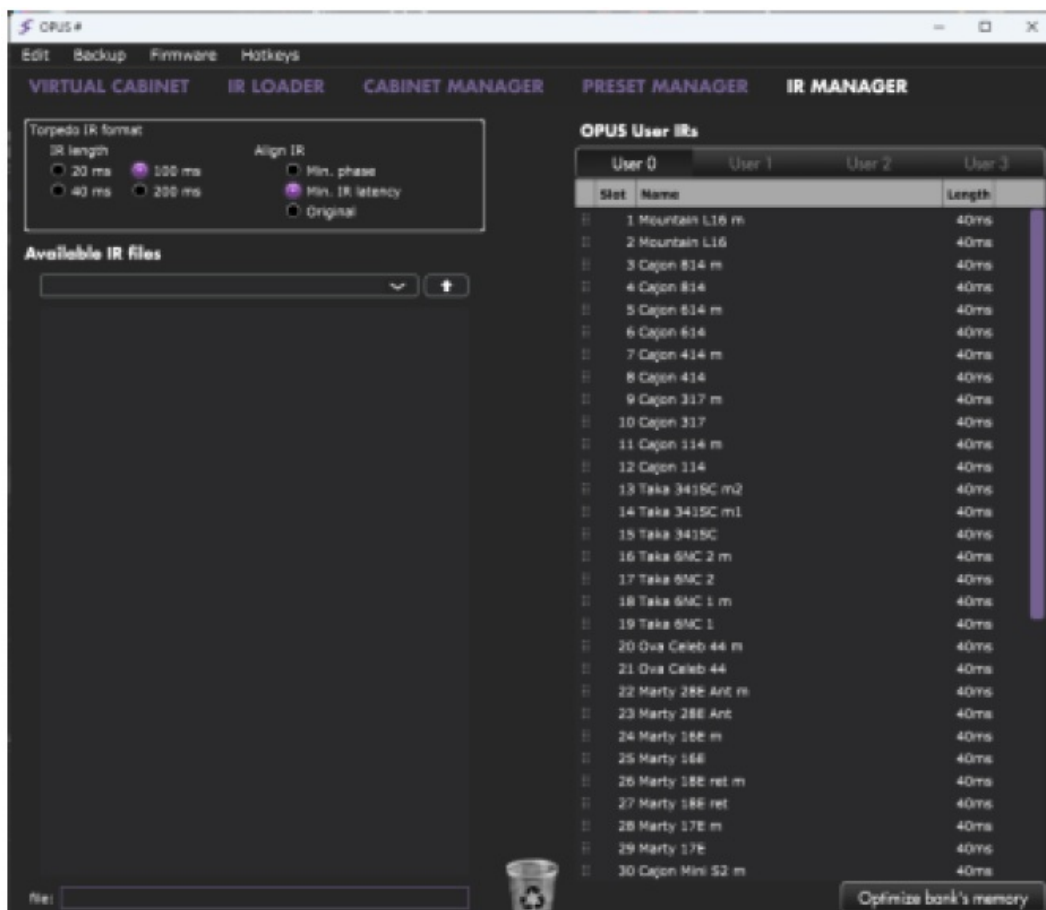 OPUS #
Edit Backup Firmware Hotkeys
VIRTUAL CABINET IR LOADER CABINET MANAGER PRESET MANAGER IR MANAGER
Torpedo IR format
IR length Align IR
20 ms 100 ms Min. phase
40 ms 200 ms Min. IR latency
Original
Available IR files
file:
OPUS User IRs
User 0 User 1 User 2 User 3
Slot Name Length
1 Mountain L16 m 40ms
2 Mountain L16 40ms
3 Cajon 814 m 40ms
4 Cajon 814 40ms
5 Cajon 614 m 40ms
6 Cajon 614 40ms
7 Cajon 414 m 40ms
8 Cajon 414 40ms
9 Cajon 317 m 40ms
10 Cajon 317 40ms
11 Cajon 114 m 40ms
12 Cajon 114 40ms
13 Taka 341SC m2 40ms
14 Taka 341SC m1 40ms
15 Taka 341SC 40ms
16 Taka 6NC 2 m 40ms
17 Taka 6NC 2 40ms
18 Taka 6NC 1 m 40ms
19 Taka 6NC 1 40ms
20 Ova Celeb 44 m 40ms
21 Ova Celeb 44 40ms
22 Marty 28E Ant m 40ms
23 Marty 28E Ant 40ms
24 Marty 16E m 40ms
25 Marty 16E 40ms
26 Marty 18E ret m 40ms
27 Marty 18E ret 40ms
28 Marty 17E m 40ms
29 Marty 17E 40ms
30 Cajon Mini S2 m 40ms
Optimize bank's memory